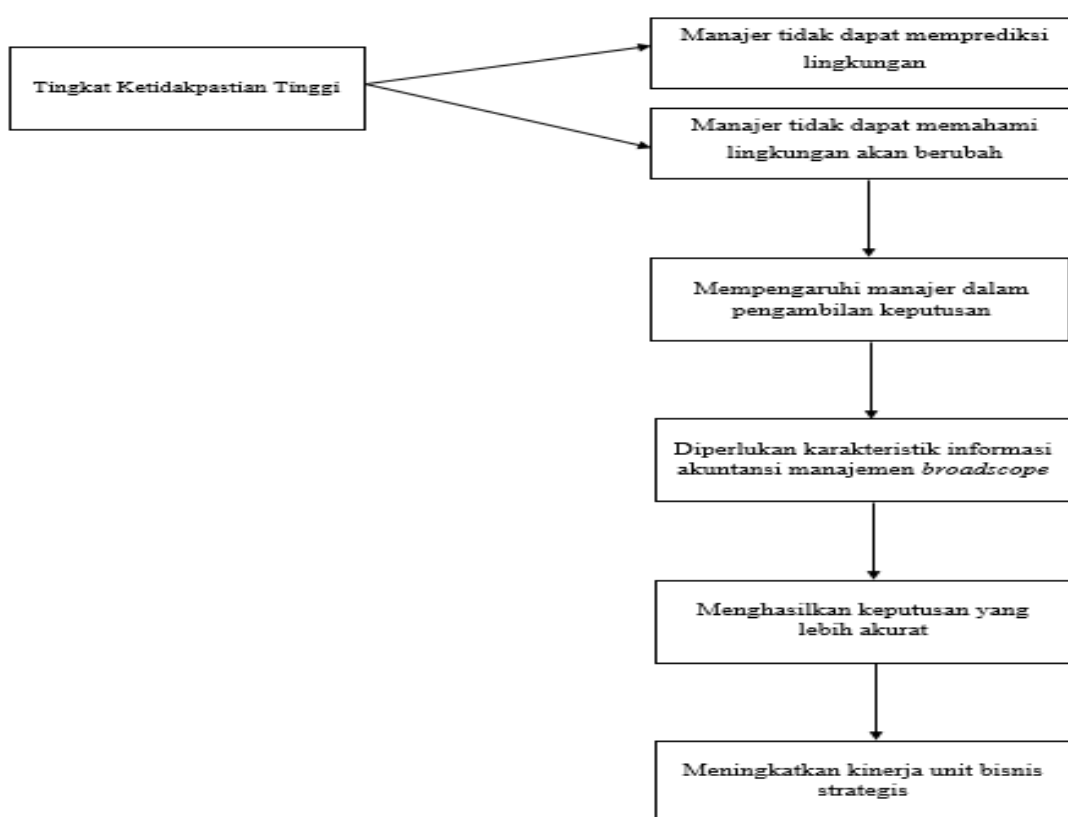 Manajer tidak dapat memprediksi
lingkungan
Tingkat Ketidakpastian Tinggi
Manajer tidak dapat memahami
lingkungan akan berubah
Mempengaruhi manajer dalam
pengambilan keputusan
Diperlukan karakteristik informasi
akuntansi manajemen broadscope
Menghasilkan keputusan yang
lebih akurat
Meningkatkan kinerja unit bisnis
strategis